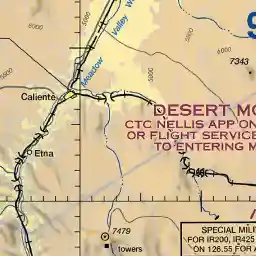 5000
Valley W
6000
9
7343
Meadow
Caliente
DESERT MO
CTC NELLIS APP ON
OR FLIGHT SERVICE
TO ENTERING M
Etna
5000
7479
towers
SPECIAL MILI
FOR IR200, IR425
ON 126.55 FOR A